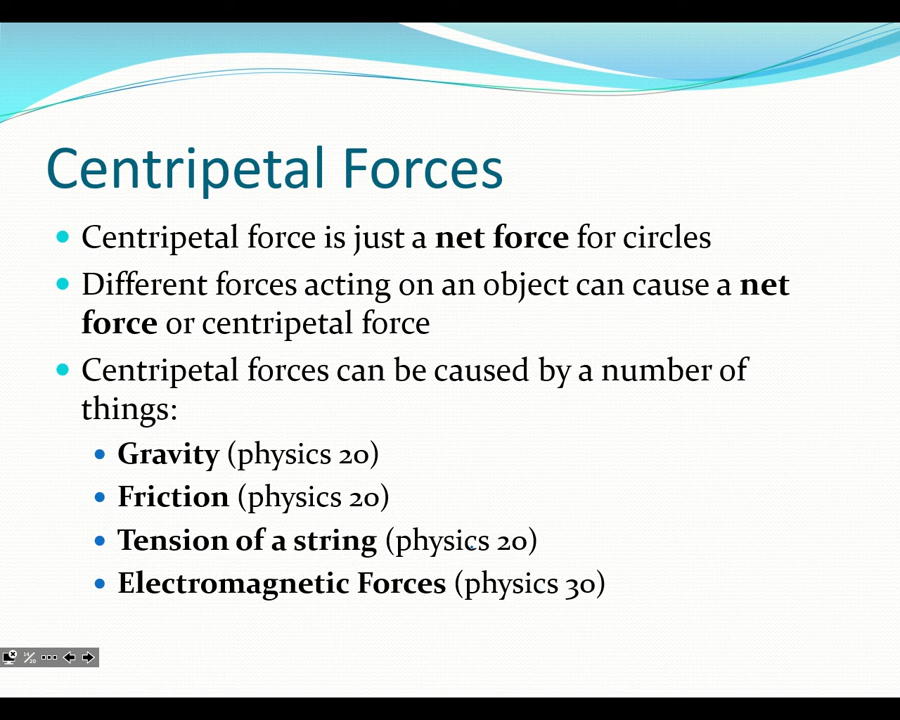 Centripetal Forces
Centripetal force is just a net force for circles
Different forces acting on an object can cause a net
force or centripetal force
Centripetal forces can be caused by a number of
things:
Gravity (physics 20)
Friction (physics 20)
Tension of a string (physics 20)
Electromagnetic Forces (physics 30)